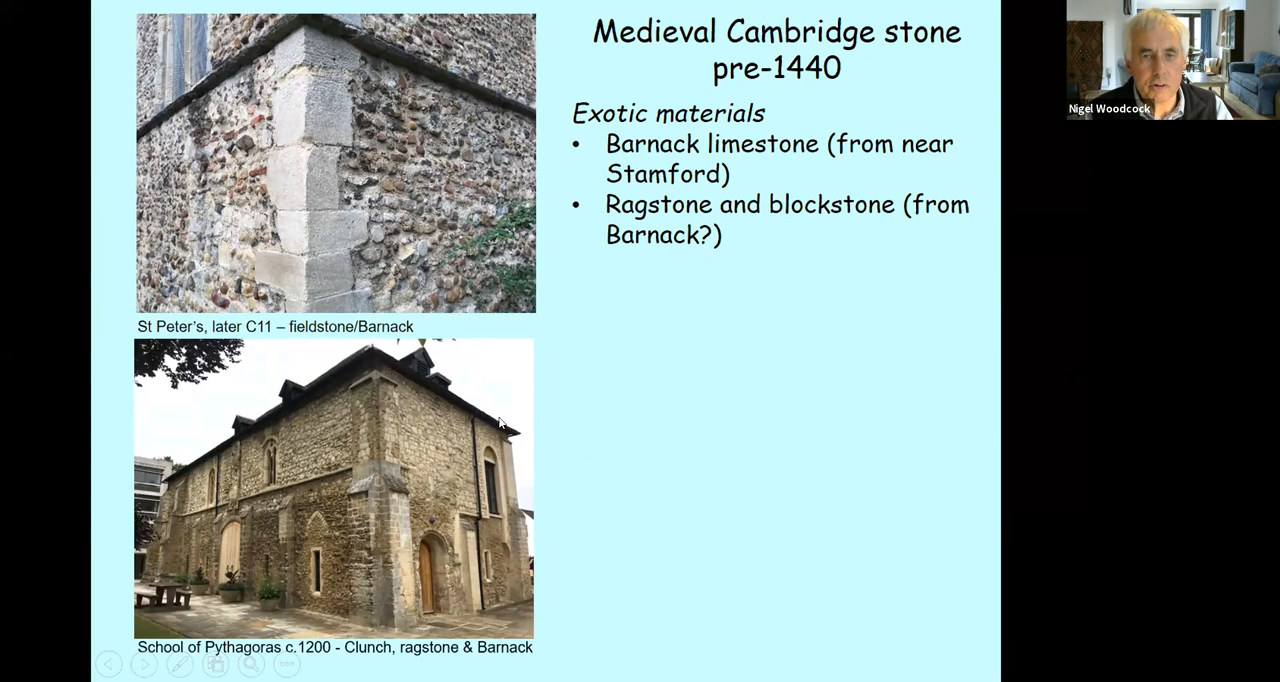 Medieval Cambridge stone
pre-1440
Exotic materials
• Barnack limestone (from near
Stamford)
• Ragstone and blockstone (from
Barnack?)
St Peter's, later C11 – fieldstone/Barnack
School of Pythagoras c.1200 - Clunch, ragstone & Barnack
Nigel Woodcock